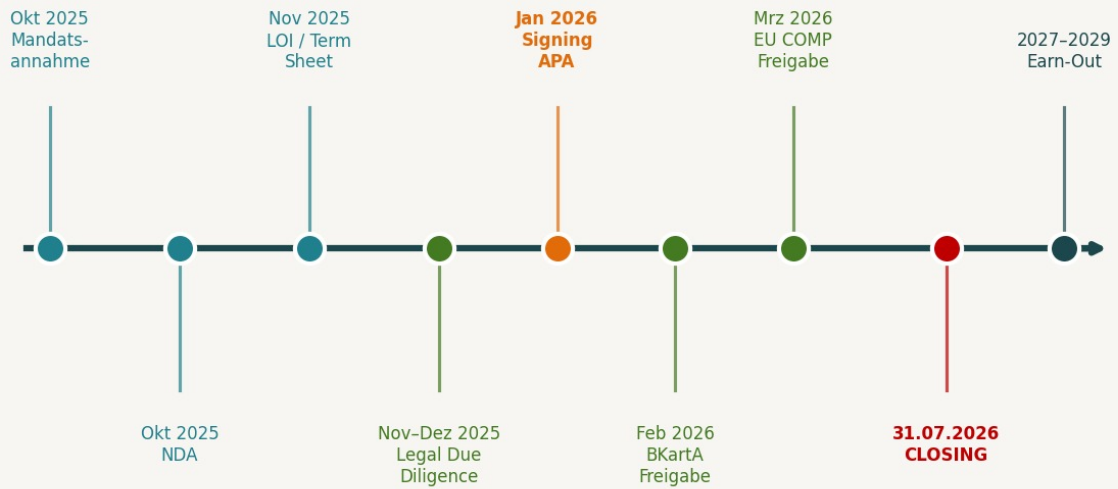 Okt 2025
Mandats-
annahme
Okt 2025
NDA
Nov 2025
LOI / Term
Sheet
Nov–Dez 2025
Legal Due
Diligence
Jan 2026
Signing
APA
Feb 2026
BKartA
Freigabe
Mrz 2026
EU COMP
Freigabe
31.07.2026
CLOSING
2027–2029
Earn-Out